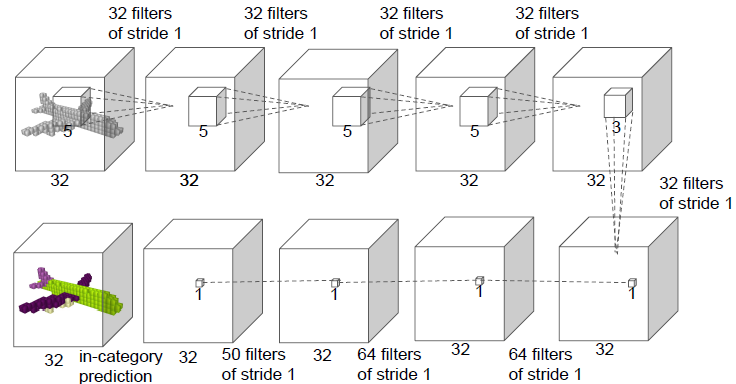 32 filters
of stride 1
32 filters
of stride 1
32 filters
of stride 1
32 filters
of stride 1
5
5
5
5
3
32
32
32
32
32
32 filters
of stride 1
1
1
1
1
32
in-category
prediction
32
50 filters
of stride 1
32
64 filters
of stride 1
32
64 filters
of stride 1
32